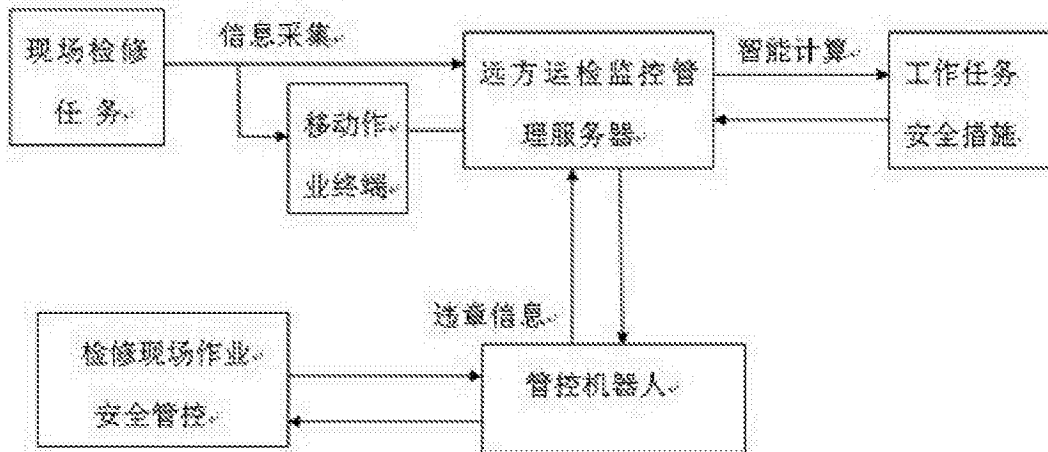 现场检修
任务
信息采集
移动作
业终端
远方运检监控管
理服务器
智能计算
工作任务
安全措施
违章信息
检修现场作业
安全管控
管控机器人